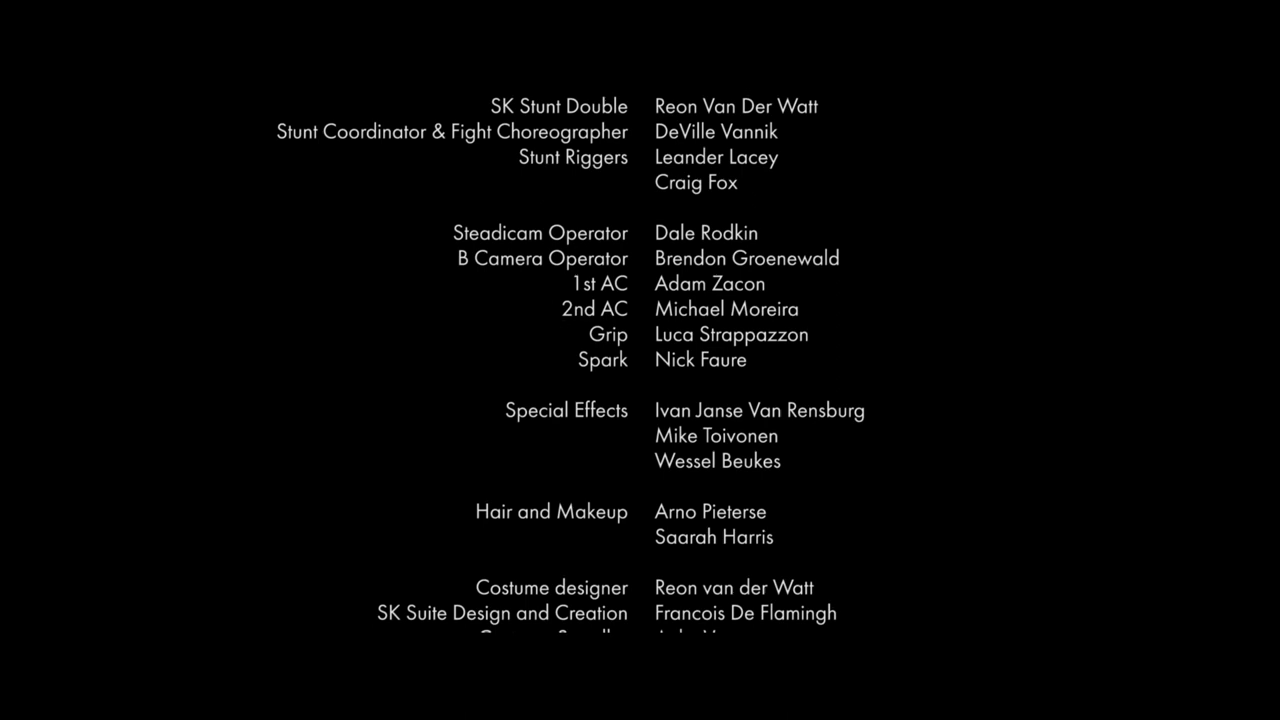 SK Stunt Double Reon Van Der Watt
Stunt Coordinator & Fight Choreographer DeVille Vannik
Stunt Riggers Leander Lacey
Craig Fox
Steadicam Operator Dale Rodkin
B Camera Operator Brendon Groenewald
1st AC Adam Zacon
2nd AC Michael Moreira
Grip Luca Strappazzon
Spark Nick Faure
Special Effects Ivan Janse Van Rensburg
Mike Toivonen
Wessel Beukes
Hair and Makeup Arno Pieterse
Saarah Harris
Costume designer Reon van der Watt
SK Suite Design and Creation Francois De Flamingh